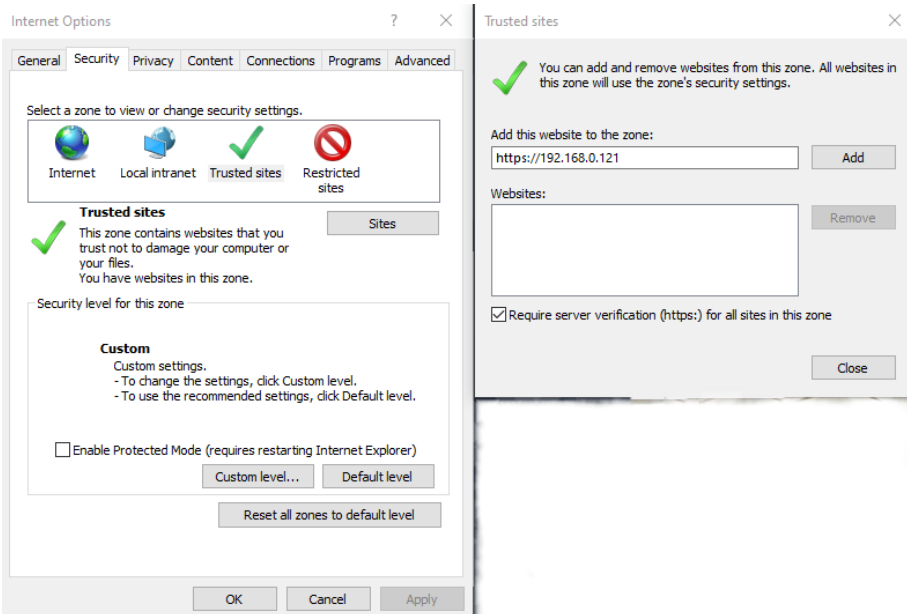 Internet Options
?
General Security Privacy Content Connections Programs Advanced
Select a zone to view or change security settings.
Internet
Local intranet
Trusted sites
Restricted
sites
Trusted sites
This zone contains websites that you
trust not to damage your computer or
your files.
You have websites in this zone.
Sites
Security level for this zone
Custom
Custom settings.
- To change the settings, click Custom level.
- To use the recommended settings, click Default level.
Enable Protected Mode (requires restarting Internet Explorer)
Custom level...
Default level
Reset all zones to default level
OK
Cancel
Apply
Trusted sites
You can add and remove websites from this zone. All websites in
this zone will use the zone's security settings.
Add this website to the zone:
https://192.168.0.121
Add
Websites:
Remove
Require server verification (https:) for all sites in this zone
Close